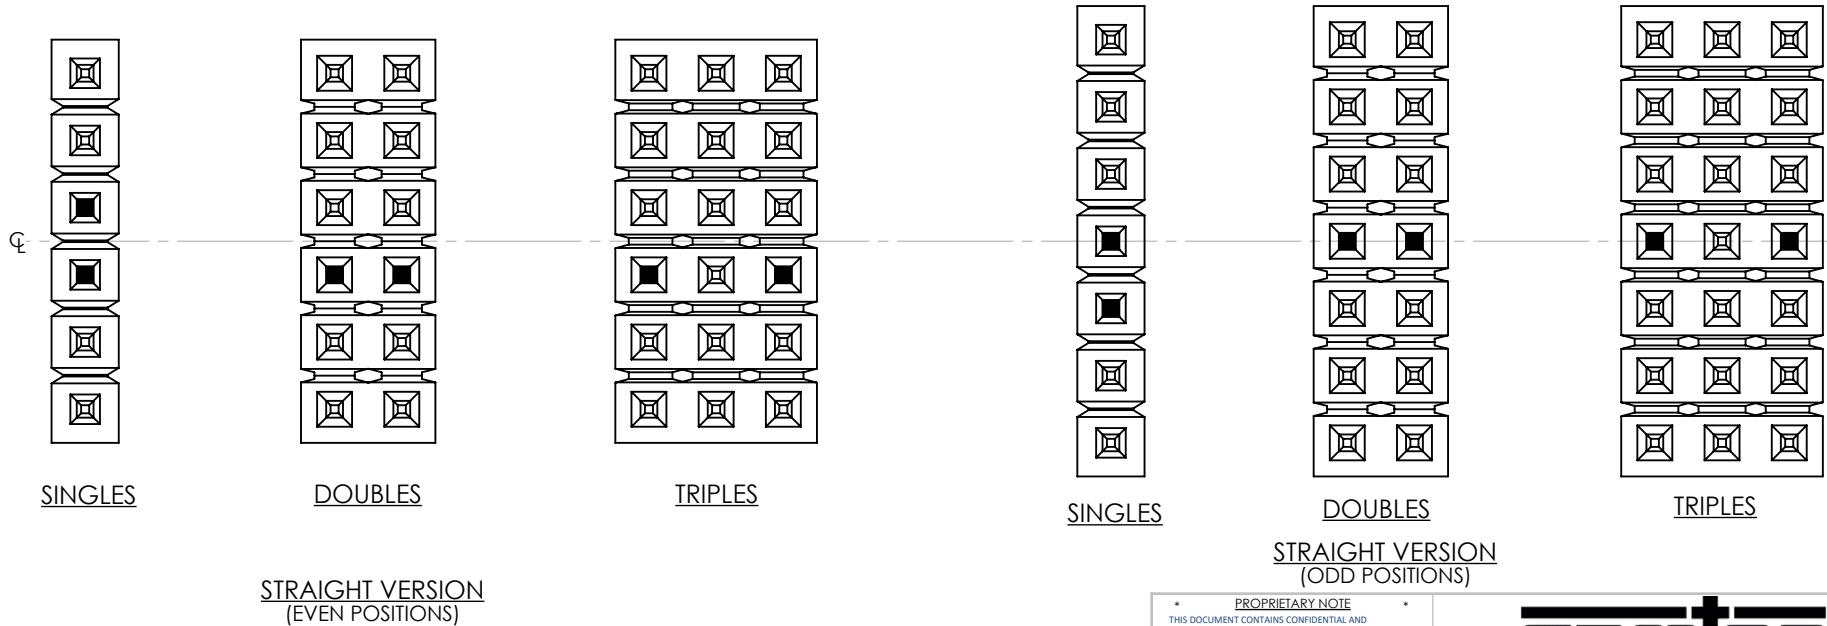 ℄
SINGLES
DOUBLES
TRIPLES
STRAIGHT VERSION
(EVEN POSITIONS)
SINGLES
DOUBLES
TRIPLES
STRAIGHT VERSION
(ODD POSITIONS)
* PROPRIETARY NOTE *
THIS DOCUMENT CONTAINS CONFIDENTIAL AND